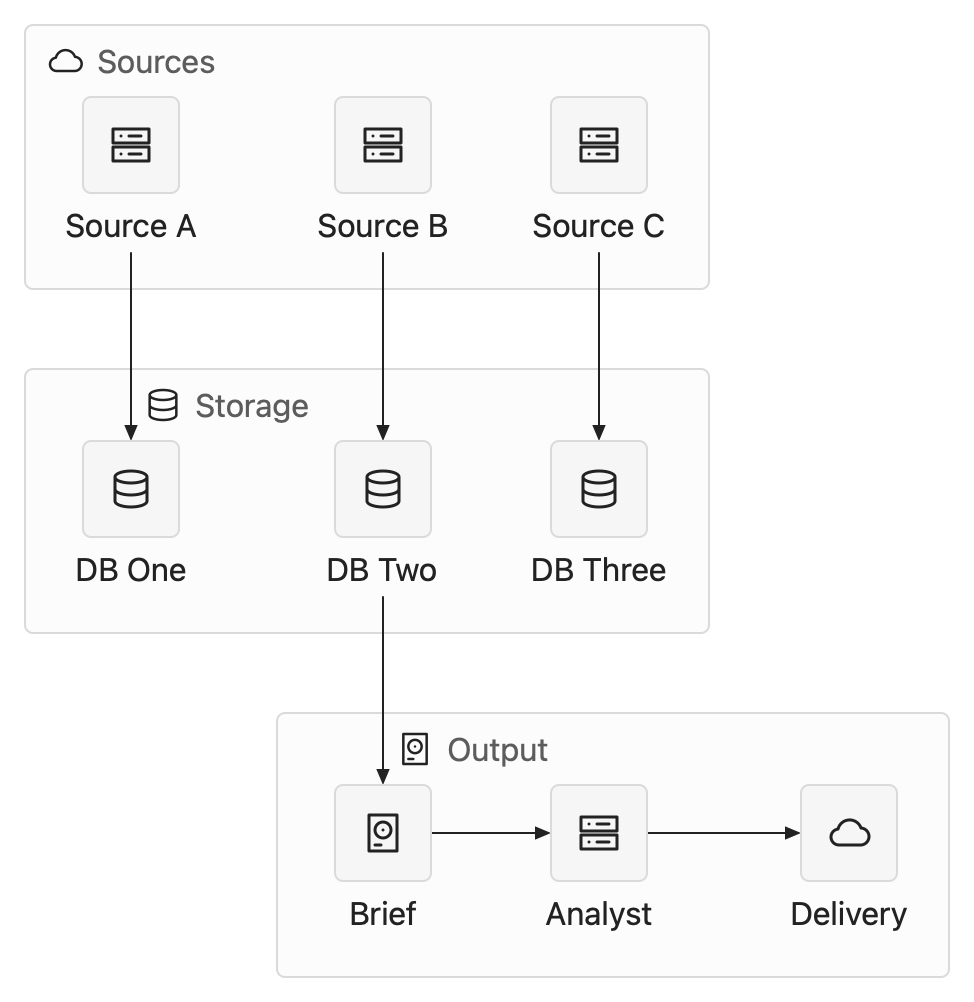 Sources
Source A
Source B
Source C
Storage
DB One
DB Two
DB Three
Output
Brief
Analyst
Delivery